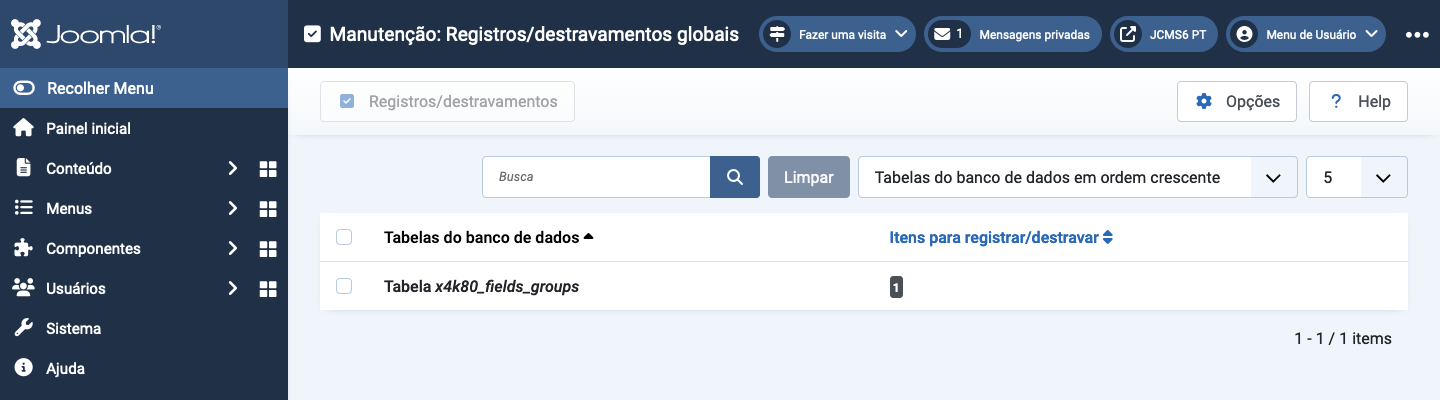 Joomla!®
Manutenção: Registros/destravamentos globais
Fazer uma visita
1 Mensagens privadas
JCMS6 PT
Menu de Usuário
Recolher Menu
Painel inicial
Conteúdo
Menus
Componentes
Usuários
Sistema
Ajuda
Registros/destravamentos
Opções
? Help
Busca
Limpar
Tabelas do banco de dados em ordem crescente
5
Tabelas do banco de dados
Itens para registrar/destravar
Tabela x4k80_fields_groups
1
1 - 1 / 1 items